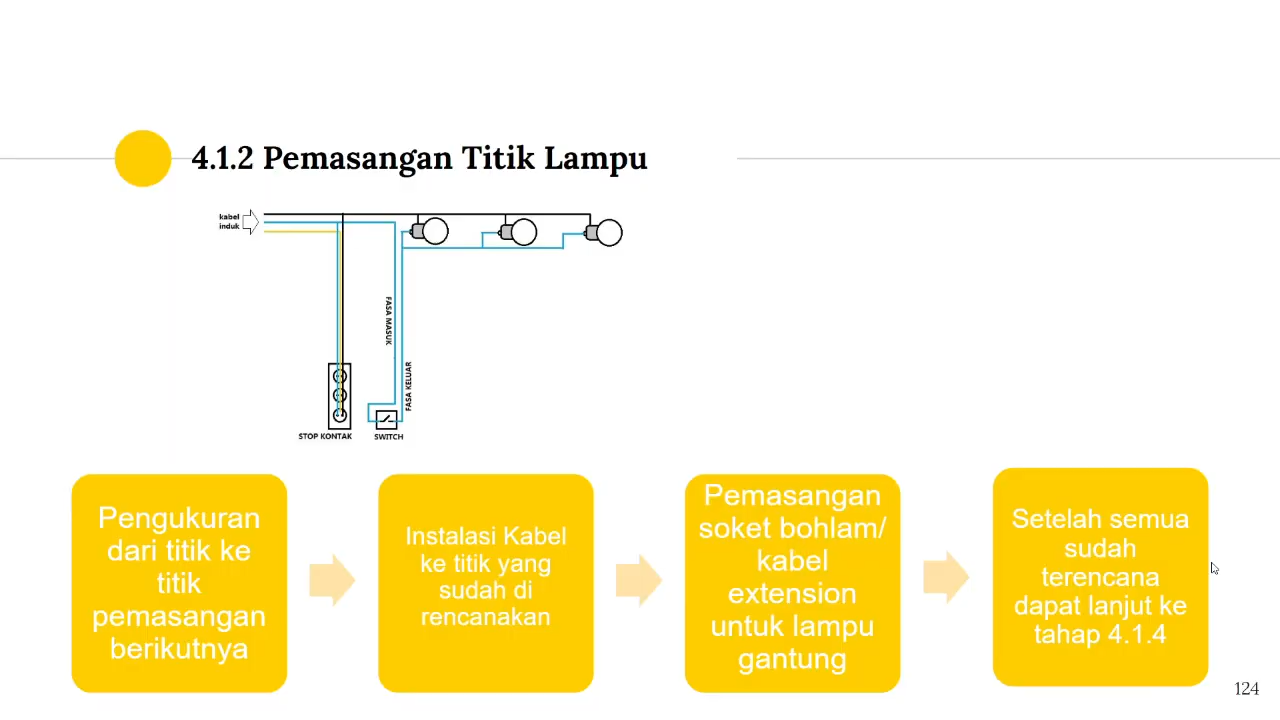 4.1.2 Pemasangan Titik Lampu
kabel
induk
FASA MASUK
FASA KELUAR
STOP KONTAK
SWITCH
Pengukuran
dari titik ke
titik
pemasangan
berikutnya
Instalasi Kabel
ke titik yang
sudah di
rencanakan
Pemasangan
soket bohlam/
kabel
extension
untuk lampu
gantung
Setelah semua
sudah
terencana
dapat lanjut ke
tahap 4.1.4
124